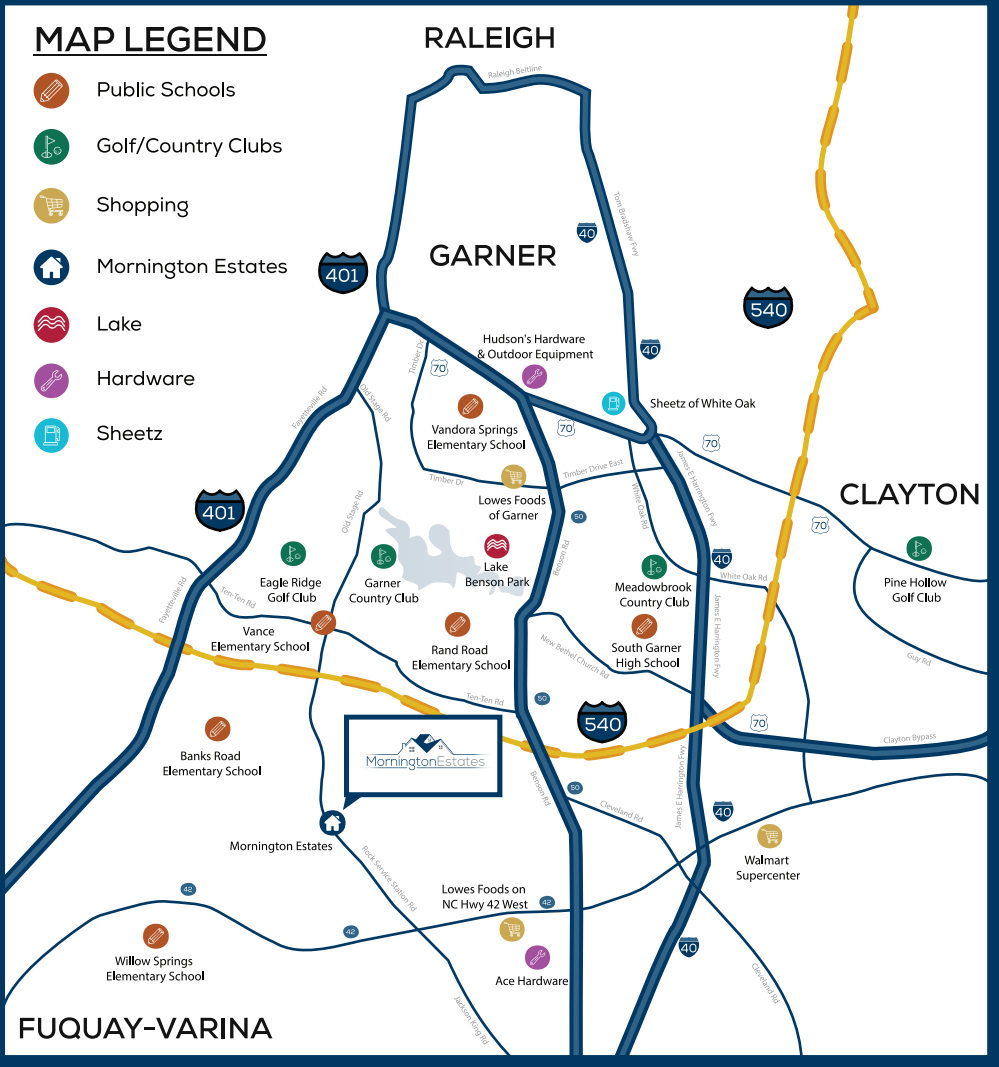 MAP LEGEND
Public Schools
Golf/Country Clubs
Shopping
Mornington Estates
Lake
Hardware
Sheetz
RALEIGH
Raleigh Beltline
40
Tom Bradshaw Fwy
GARNER
401
540
Hudson's Hardware
& Outdoor Equipment
40
Timber Dr
70
Fayetteville Rd
Old Stage Rd
Vandora Springs
Elementary School
Sheetz of White Oak
70
70
James E Harrington Fwy
Timber Dr
Timber Drive East
White Oak Rd
Lowes Foods
of Garner
CLAYTON
401
Old Stage Rd
50
70
Benson Rd
40
Eagle Ridge
Golf Club
Garner
Country Club
Lake
Benson Park
Meadowbrook
Country Club
White Oak Rd
Pine Hollow
Golf Club
Fayetteville Rd
Ten-Ten Rd
Vance
Elementary School
Rand Road
Elementary School
New Bethel Church Rd
South Garner
High School
James E Harrington Fwy
Guy Rd
Ten-Ten Rd
50
540
70
Clayton Bypass
Banks Road
Elementary School
MorningtonEstates
Benson Rd
50
Cleveland Rd
James E Harrington Fwy
40
Mornington Estates
Rock Service Station Rd
Walmart
Supercenter
42
Lowes Foods on
NC Hwy 42 West
42
42
40
Willow Springs
Elementary School
Ace Hardware
Cleveland Rd
Jackson King Rd
FUQUAY-VARINA